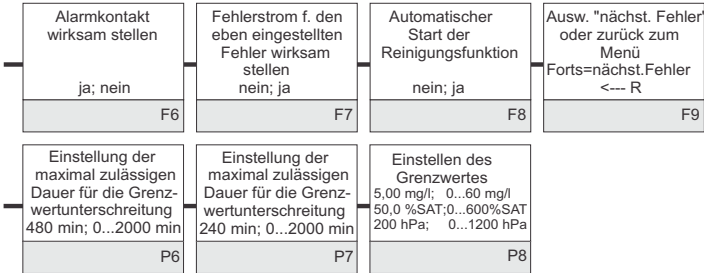 Alarmkontakt
wirksam stellen
ja; nein
F6
Fehlerstrom f. den
eben eingestellten
Fehler wirksam
stellen
nein; ja
F7
Automatischer
Start der
Reinigungsfunktion
nein; ja
F8
Ausw. "nächst. Fehler"
oder zurück zum
Menü
Forts=nächst.Fehler
<--- R
F9
Einstellung der
maximal zulässigen
Dauer für die Grenz-
wertunterschreitung
480 min; 0...2000 min
P6
Einstellung der
maximal zulässigen
Dauer für die Grenz-
wertunterschreitung
240 min; 0...2000 min
P7
Einstellen des
Grenzwertes
5,00 mg/l; 0...60 mg/l
50,0 %SAT;0...600%SAT
200 hPa; 0...1200 hPa
P8